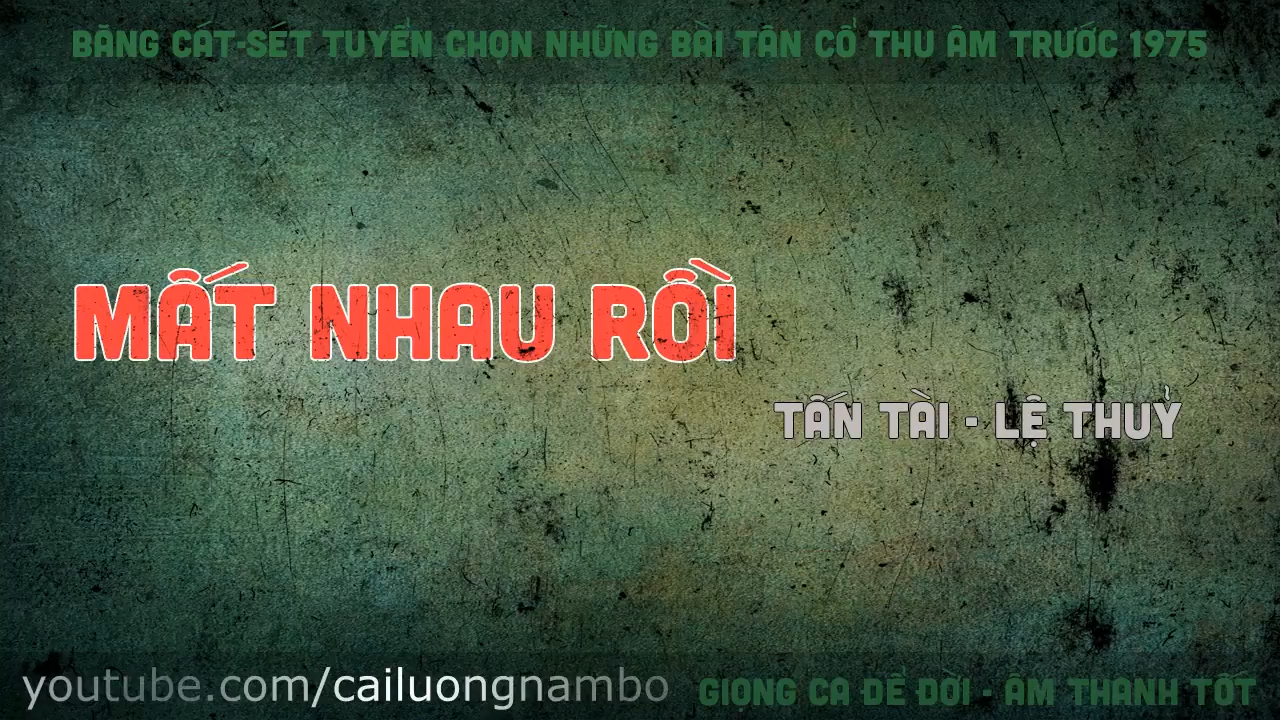 BĂNG CÁT-SÉT TUYỂN CHỌN NHỮNG BÀI TÂN CỔ THU ÂM TRƯỚC 1975
MẤT NHAU RỒI
TẤN TÀI - LỆ THUỶ
youtube.com/cailuongnambo
GIỌNG CA ĐỂ ĐỜI - ÂM THANH TỐT